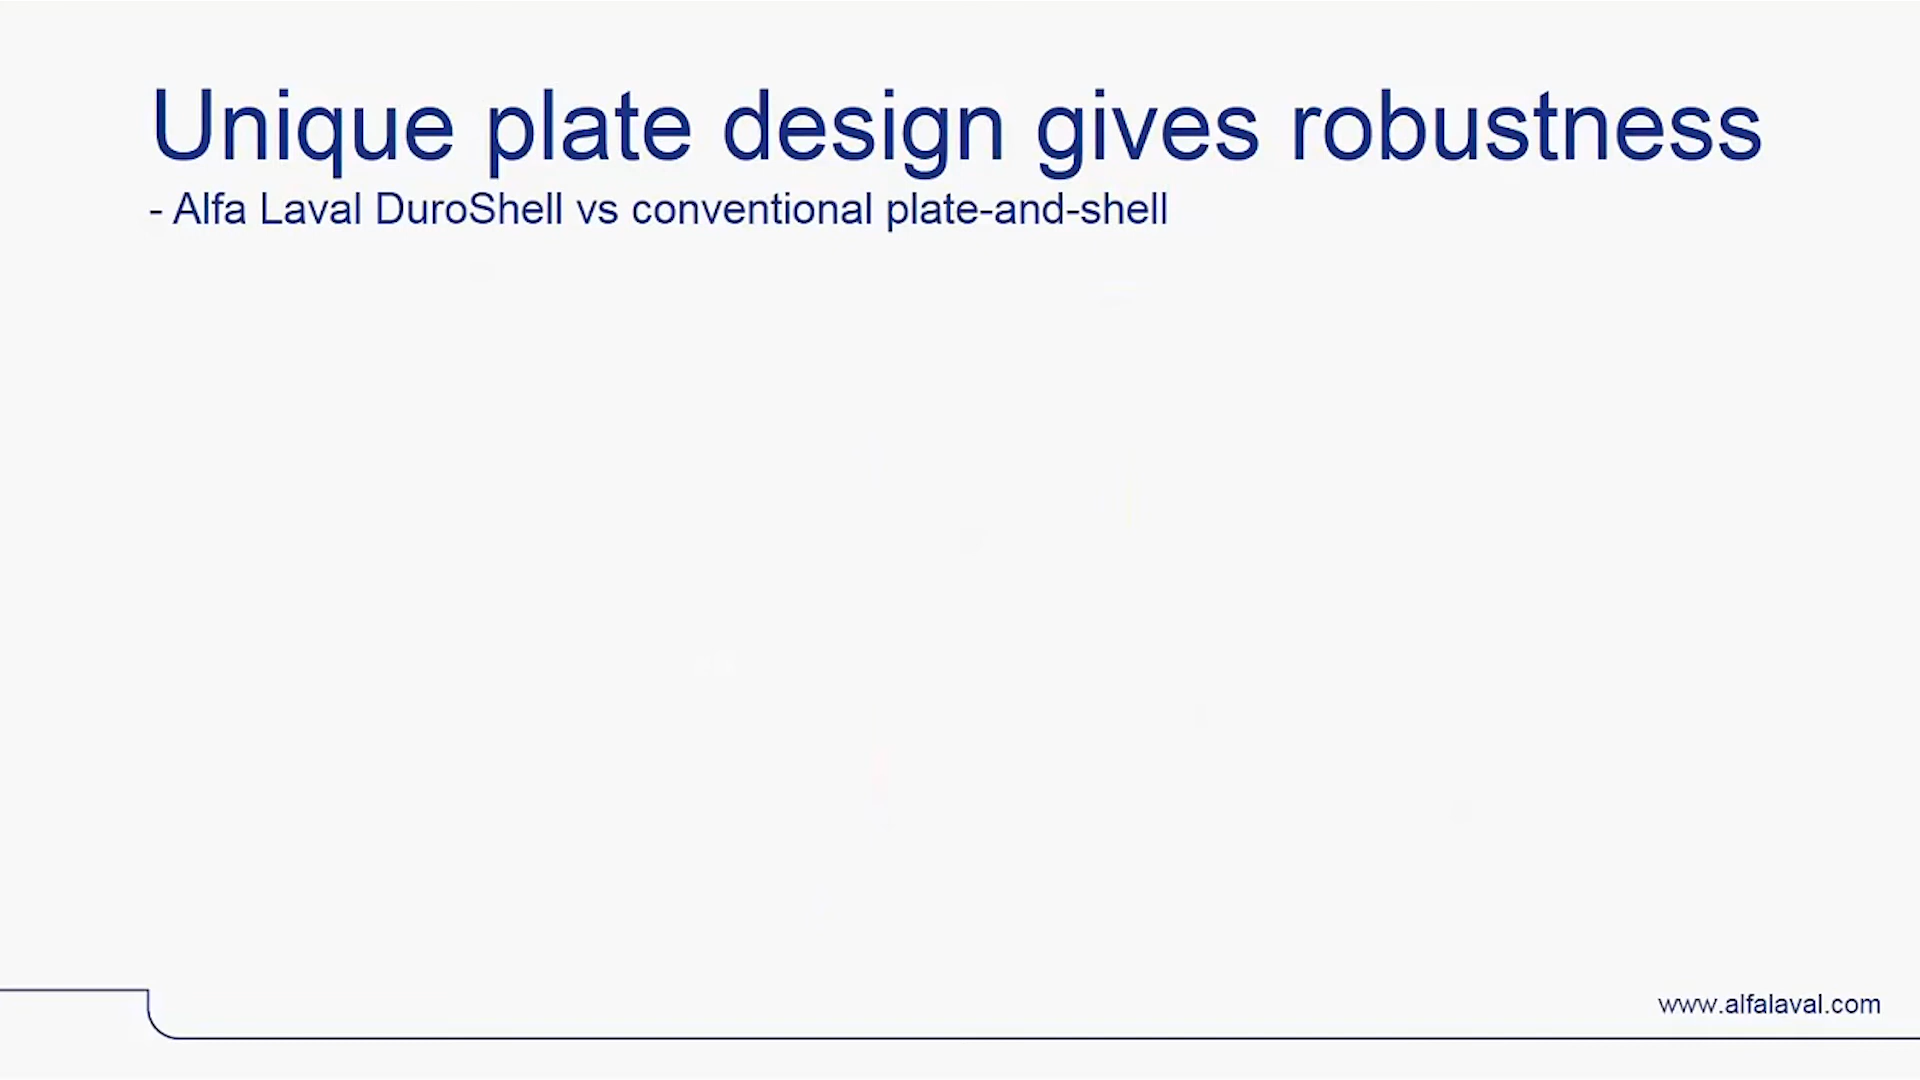 Unique plate design gives robustness
- Alfa Laval DuroShell vs conventional plate-and-shell
www.alfalaval.com